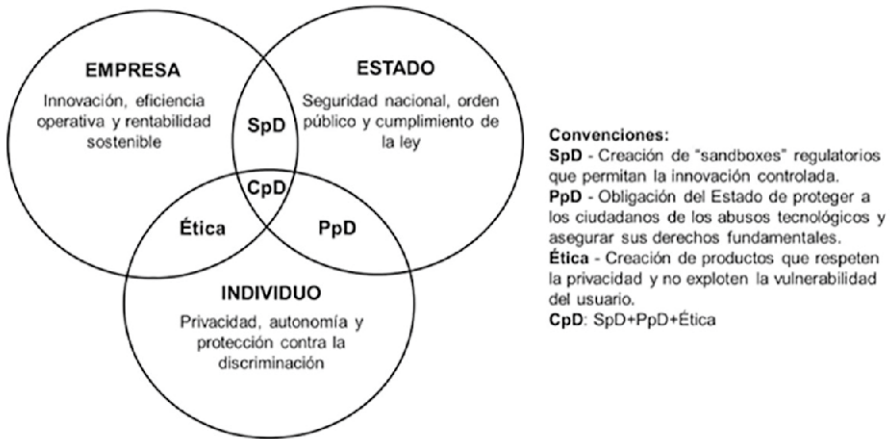 EMPRESA
Innovación, eficiencia
operativa y rentabilidad
sostenible
ESTADO
Seguridad nacional, orden
público y cumplimiento de
la ley
SpD
CpD
Ética
PpD
INDIVIDUO
Privacidad, autonomía y
protección contra la
discriminación
Convenciones:
SpD - Creación de “sandboxes” regulatorios
que permitan la innovación controlada.
PpD - Obligación del Estado de proteger a
los ciudadanos de los abusos tecnológicos y
asegurar sus derechos fundamentales.
Ética - Creación de productos que respeten
la privacidad y no exploten la vulnerabilidad
del usuario.
CpD: SpD+PpD+Ética